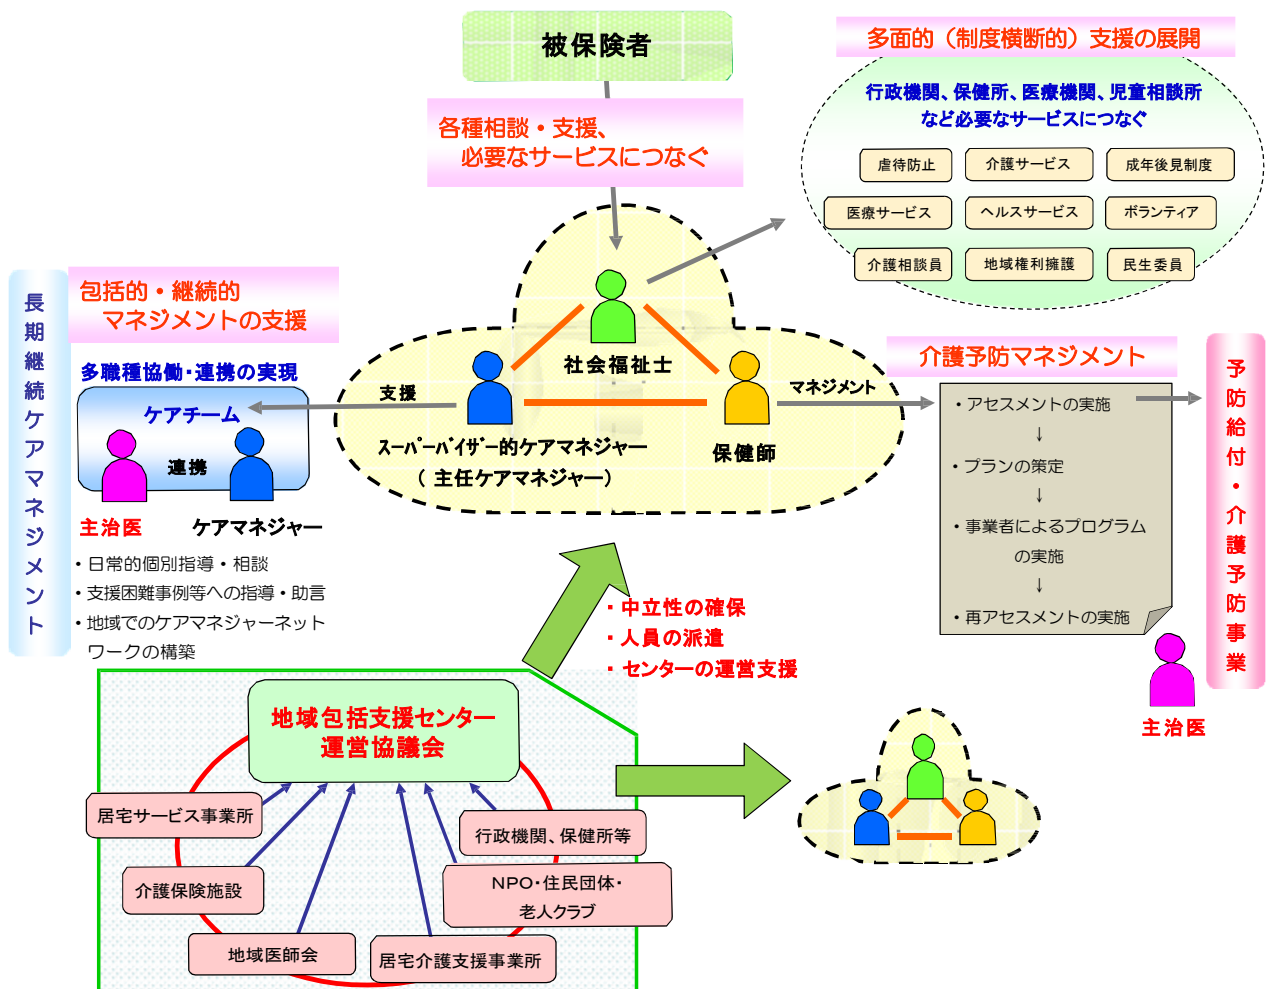 被保険者
多面的（制度横断的）支援の展開
行政機関、保健所、医療機関、児童相談所
など必要なサービスにつなぐ
虐待防止
介護サービス
成年後見制度
医療サービス
ヘルスサービス
ボランティア
介護相談員
地域権利擁護
民生委員
各種相談・支援、
必要なサービスにつなぐ
長期継続ケアマネジメント
包括的・継続的
マネジメントの支援
多職種協働・連携の実現
ケアチーム
連携
主治医
ケアマネジャー
・日常的個別指導・相談
・支援困難事例等への指導・助言
・地域でのケアマネジャーネット
ワークの構築
支援
社会福祉士
スーパーバイザー的ケアマネジャー
（主任ケアマネジャー）
保健師
マネジメント
介護予防マネジメント
・アセスメントの実施
↓
・プランの策定
↓
・事業者によるプログラム
の実施
↓
・再アセスメントの実施
主治医
予防給付・介護予防事業
・中立性の確保
・人員の派遣
・センターの運営支援
地域包括支援センター
運営協議会
居宅サービス事業所
介護保険施設
地域医師会
居宅介護支援事業所
NPO・住民団体・
老人クラブ
行政機関、保健所等